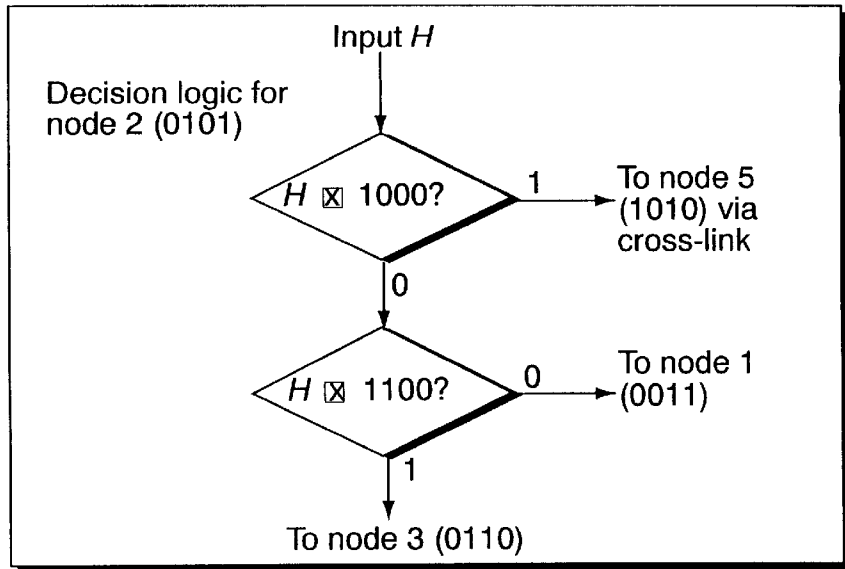 Input H
Decision logic for
node 2 (0101)
H ☒ 1000?
1
To node 5
(1010) via
cross-link
0
H ☒ 1100?
0
To node 1
(0011)
1
To node 3 (0110)